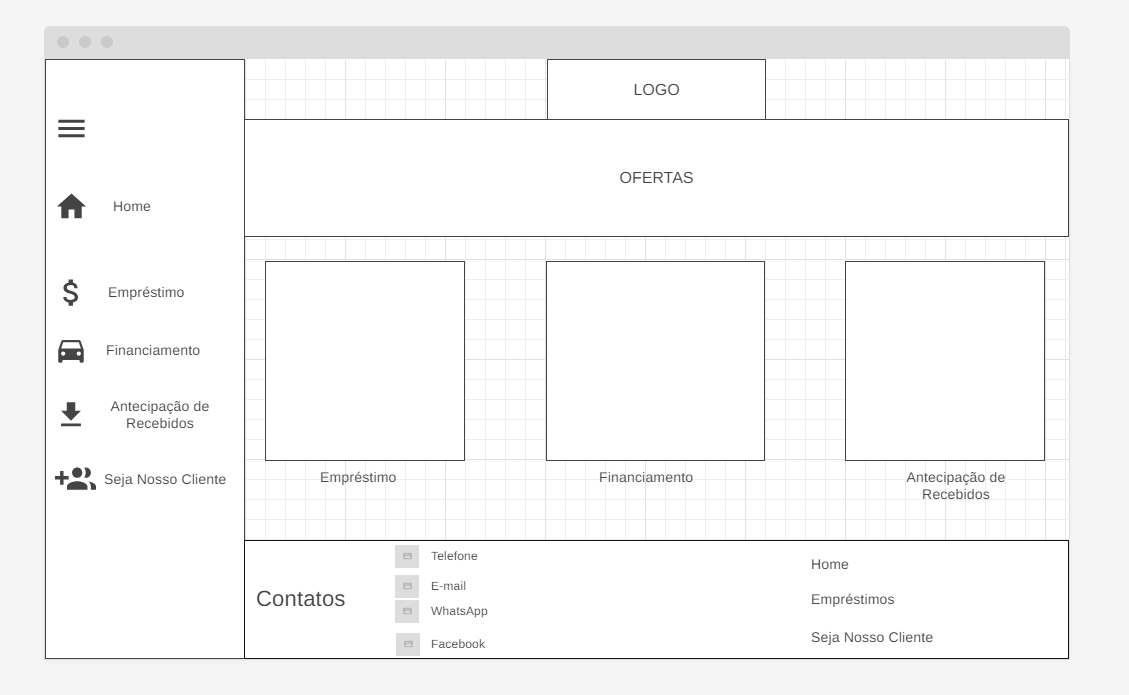 LOGO
OFERTAS
Home
Empréstimo
Financiamento
Antecipação de
Recebidos
Seja Nosso Cliente
Empréstimo
Financiamento
Antecipação de
Recebidos
Contatos
Telefone
E-mail
WhatsApp
Facebook
Home
Empréstimos
Seja Nosso Cliente